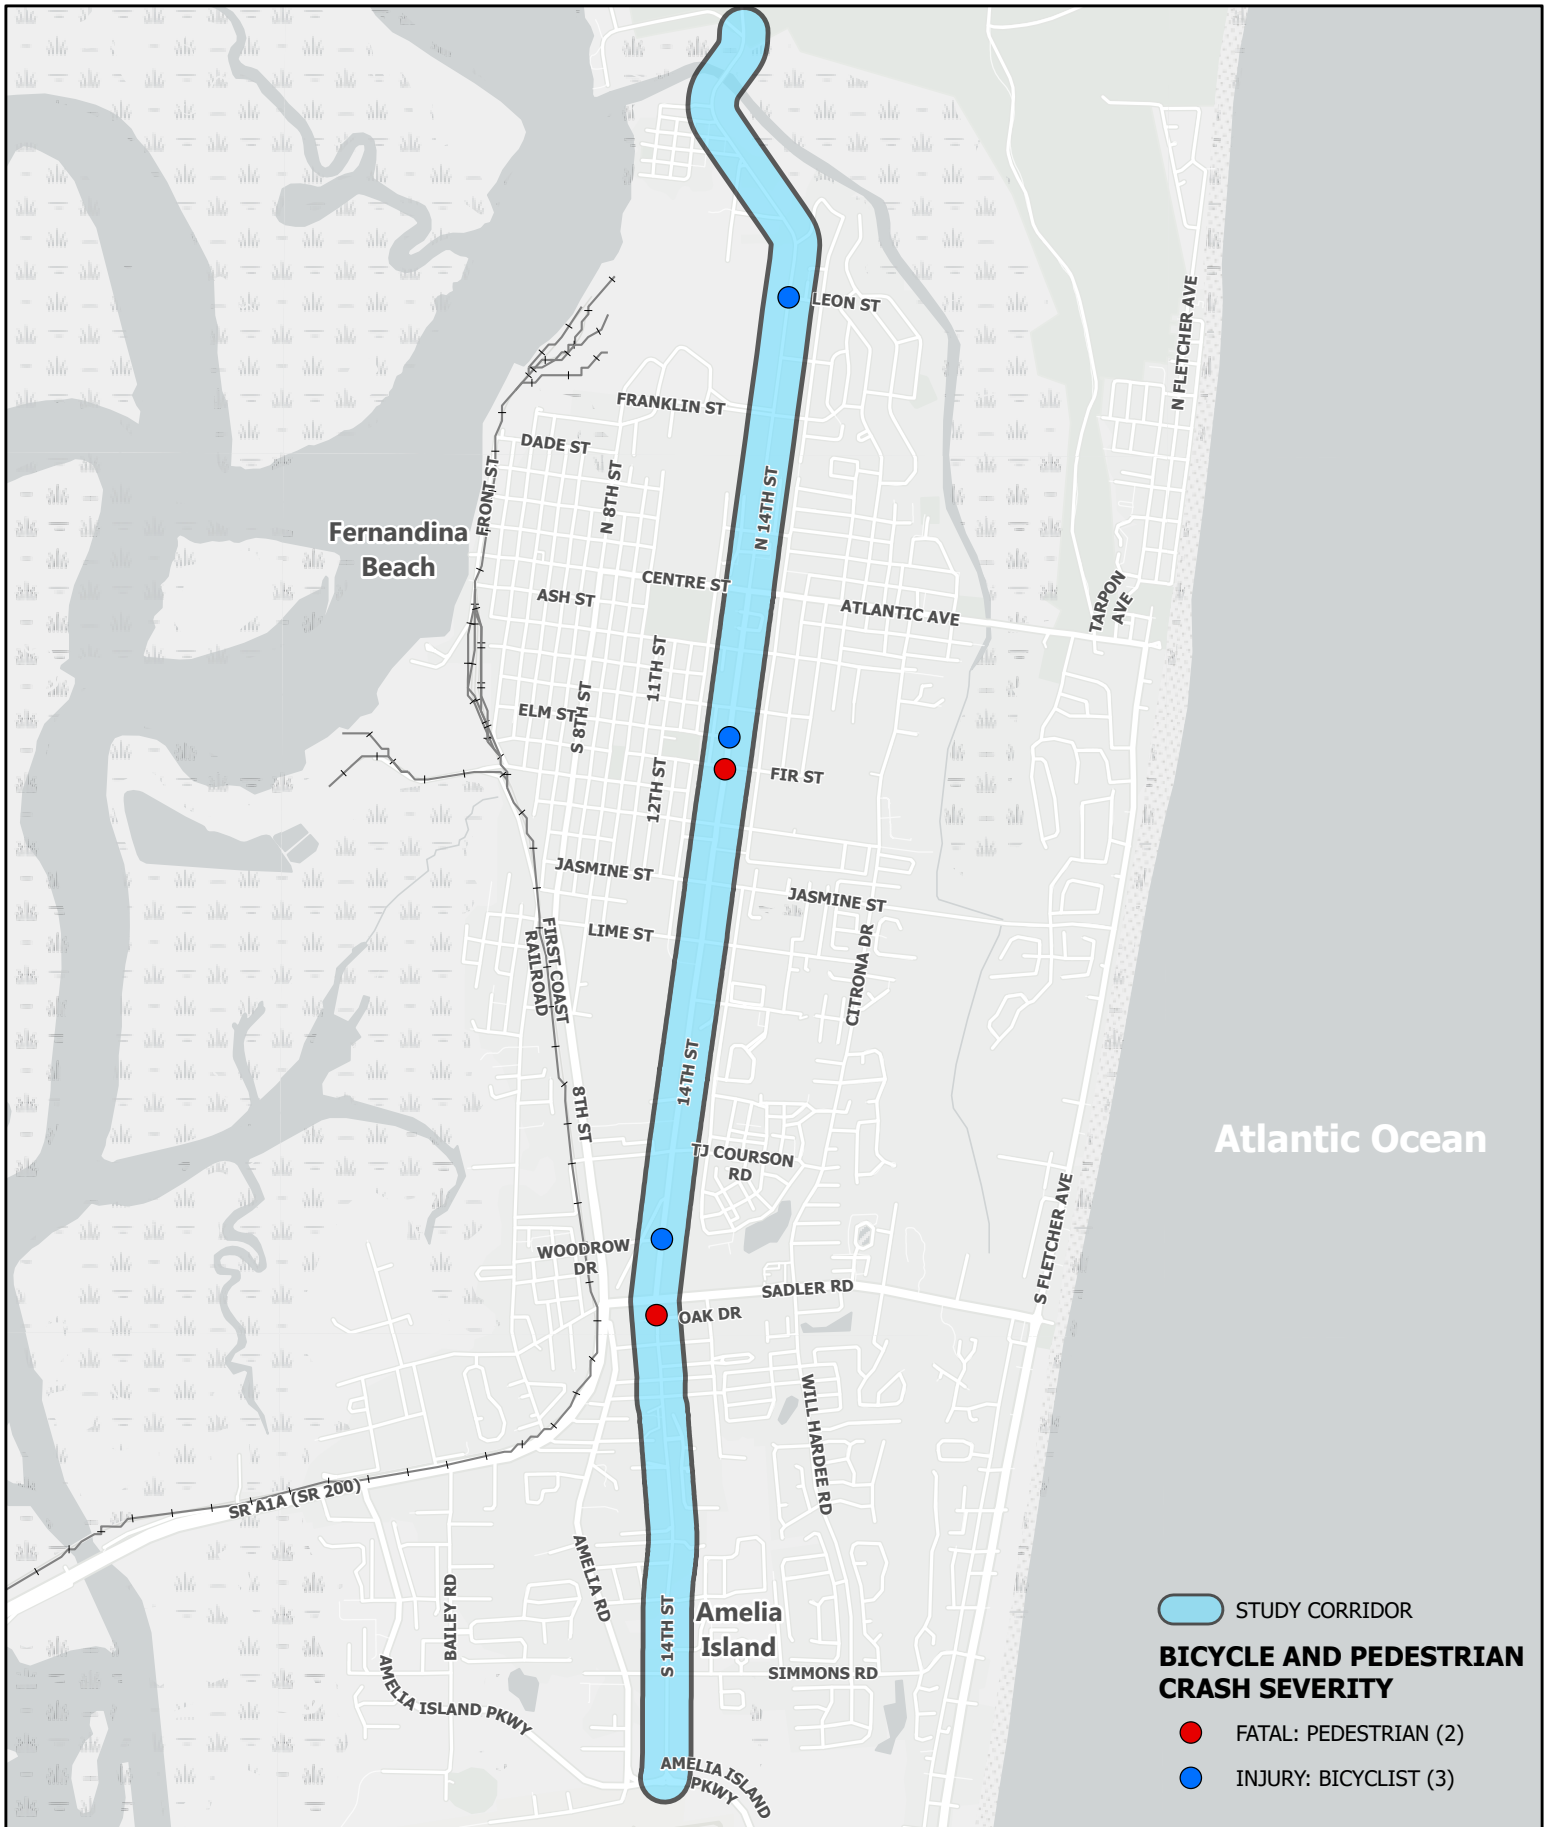 LEON ST
N FLETCHER AVE
FRANKLIN ST
DADE ST
N 8TH ST
FRONT ST
N 14TH ST
Fernandina
Beach
CENTRE ST
ASH ST
ATLANTIC AVE
TARPON
AVE
11TH ST
ELM ST
S 8TH ST
12TH ST
FIR ST
JASMINE ST
JASMINE ST
LIME ST
FIRST COAST
RAILROAD
CITRONA DR
14TH ST
8TH ST
TJ COURSON
RD
Atlantic Ocean
S FLETCHER AVE
WOODROW
DR
SADLER RD
OAK DR
WILL HARDEE RD
SR A1A (SR 200)
AMELIA RD
BAILEY RD
S 14TH ST
Amelia
Island
SIMMONS RD
AMELIA ISLAND PKWY
AMELIA ISLAND
PKWY
STUDY CORRIDOR
BICYCLE AND PEDESTRIAN
CRASH SEVERITY
FATAL: PEDESTRIAN (2)
INJURY: BICYCLIST (3)